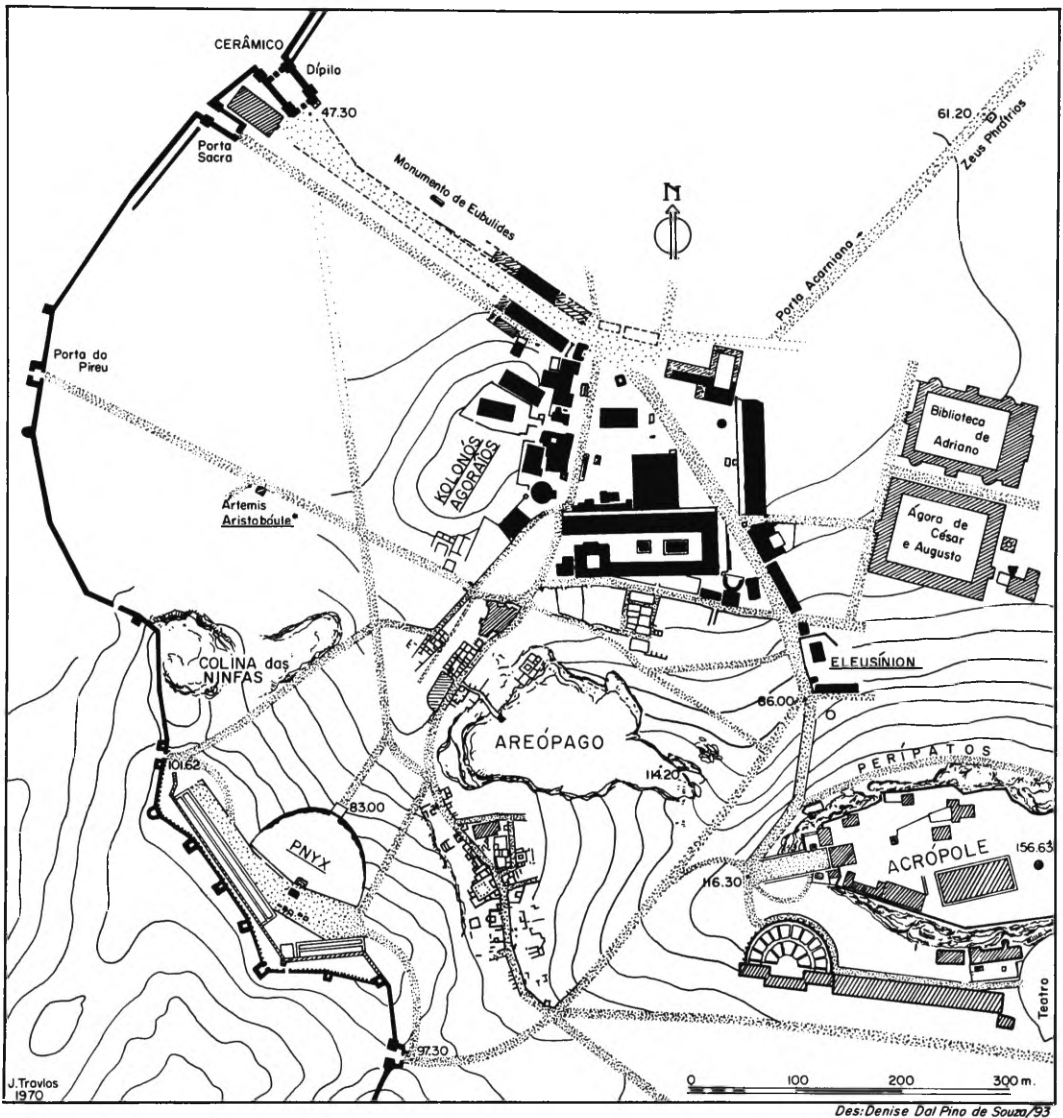 CERÂMICO
Dípilo
47.30
61.20
Zeus Phrátrios
Porta
Sacra
Monumento de Eubulides
N
Porta Acarniana
Porta do
Pireu
Biblioteca
de
Adriano
KOLONÓS
AGORAIOS
Ártemis
Aristobóule
Ágora de
César
e Augusto
COLINA das
NINFAS
ELEUSÍNION
86.00
AREÓPAGO
114.20
PERÍPATOS
101.62
83.00
PNYX
ACRÓPOLE
156.63
116.30
Teatro
97.30
J. Travlos
1970
0 100 200 300 m.
Des: Denise Dal Pino de Souza/93